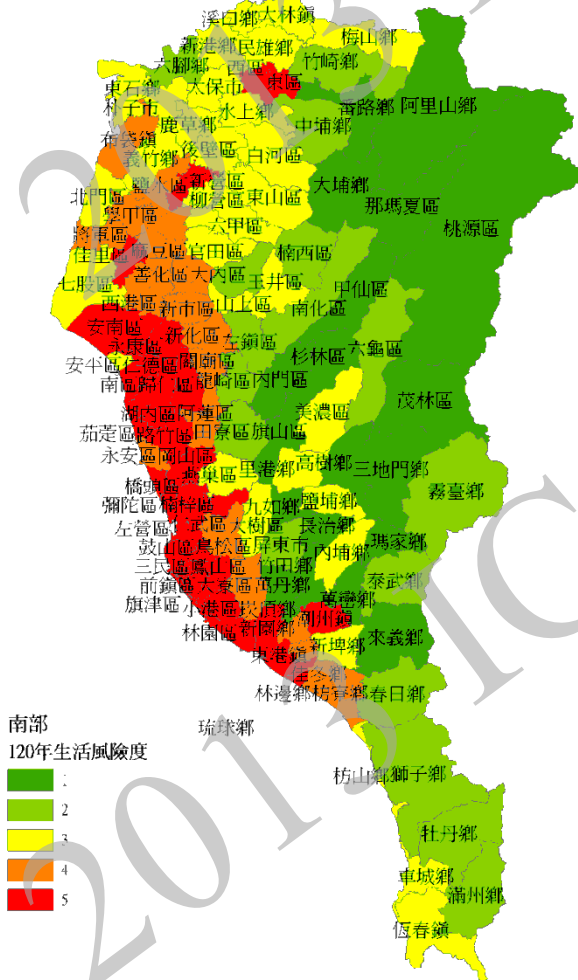 溪口鄉 大林鎮
梅山鄉
新港鄉 民雄鄉
竹崎鄉
六腳鄉 西區
東區
東石鄉 太保市
番路鄉 阿里山鄉
朴子市
水上鄉
鹿草鄉 中埔鄉
布袋鎮
義竹鄉 後壁區 白河區
鹽水區 新營區 大埔鄉
北門區 柳營區 東山區 那瑪夏區
學甲區
六甲區 桃源區
將軍區
佳里區 麻豆區 官田區 楠西區
七股區 善化區 大內區 玉井區 甲仙區
西港區 新市區 山上區 南化區
安南區 新化區 左鎮區
永康區 杉林區 六龜區
安平區 仁德區 關廟區
南區 歸仁區 龍崎區 內門區
茂林區
湖內區 阿蓮區 美濃區
茄萣區 路竹區 田寮區 旗山區
永安區 岡山區
燕巢區 里港鄉 高樹鄉 三地門鄉
橋頭區 霧臺鄉
彌陀區 楠梓區 九如鄉 鹽埔鄉
左營區 武區 大樹區 長治鄉
鼓山區 鳥松區 屏東市 瑪家鄉
三民區 鳳山區 竹田鄉 內埔鄉
前鎮區 大寮區 萬丹鄉 泰武鄉
旗津區 小港區 崁頂鄉 萬巒鄉
潮州鎮
林園區 新園鄉 來義鄉
東港鎮 新埤鄉
佳冬鄉
林邊鄉 枋寮鄉 春日鄉
琉球鄉
南部
120年生活風險度
枋山鄉 獅子鄉
1
2
牡丹鄉
3
4 車城鄉
滿州鄉
5
恆春鎮
2013 IC
2013